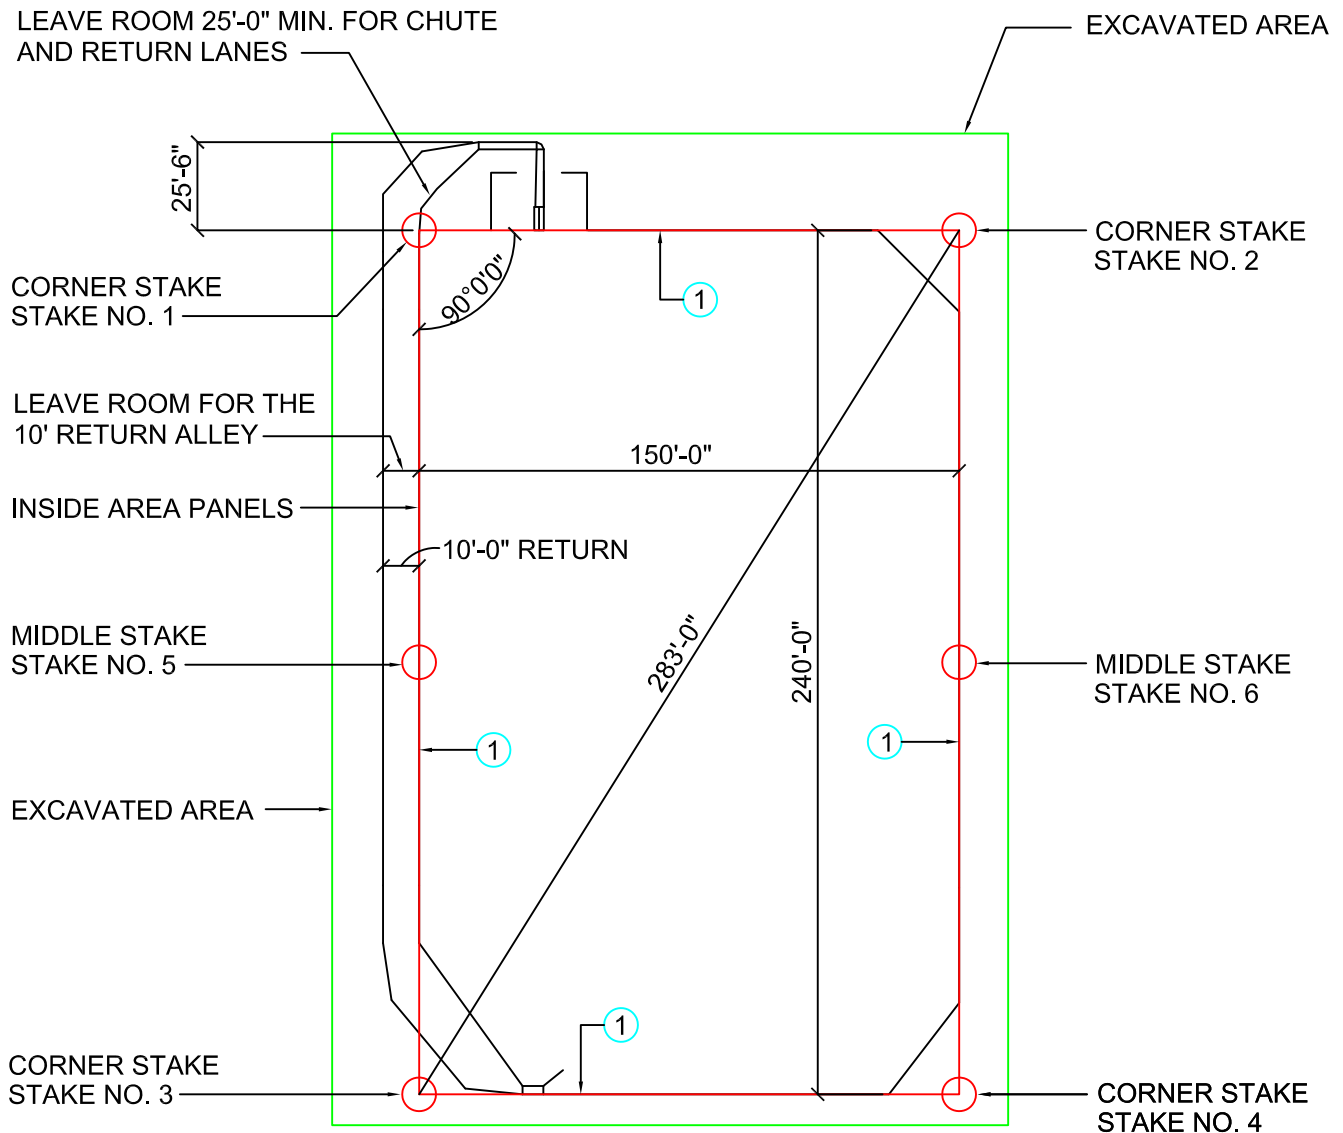 LEAVE ROOM 25'-0" MIN. FOR CHUTE
AND RETURN LANES
EXCAVATED AREA
25'-6"
CORNER STAKE
STAKE NO. 2
CORNER STAKE
STAKE NO. 1
90°0'0"
1
LEAVE ROOM FOR THE
10' RETURN ALLEY
150'-0"
INSIDE AREA PANELS
10'-0" RETURN
MIDDLE STAKE
STAKE NO. 5
283'-0"
240'-0"
MIDDLE STAKE
STAKE NO. 6
1
1
EXCAVATED AREA
1
CORNER STAKE
STAKE NO. 3
CORNER STAKE
STAKE NO. 4